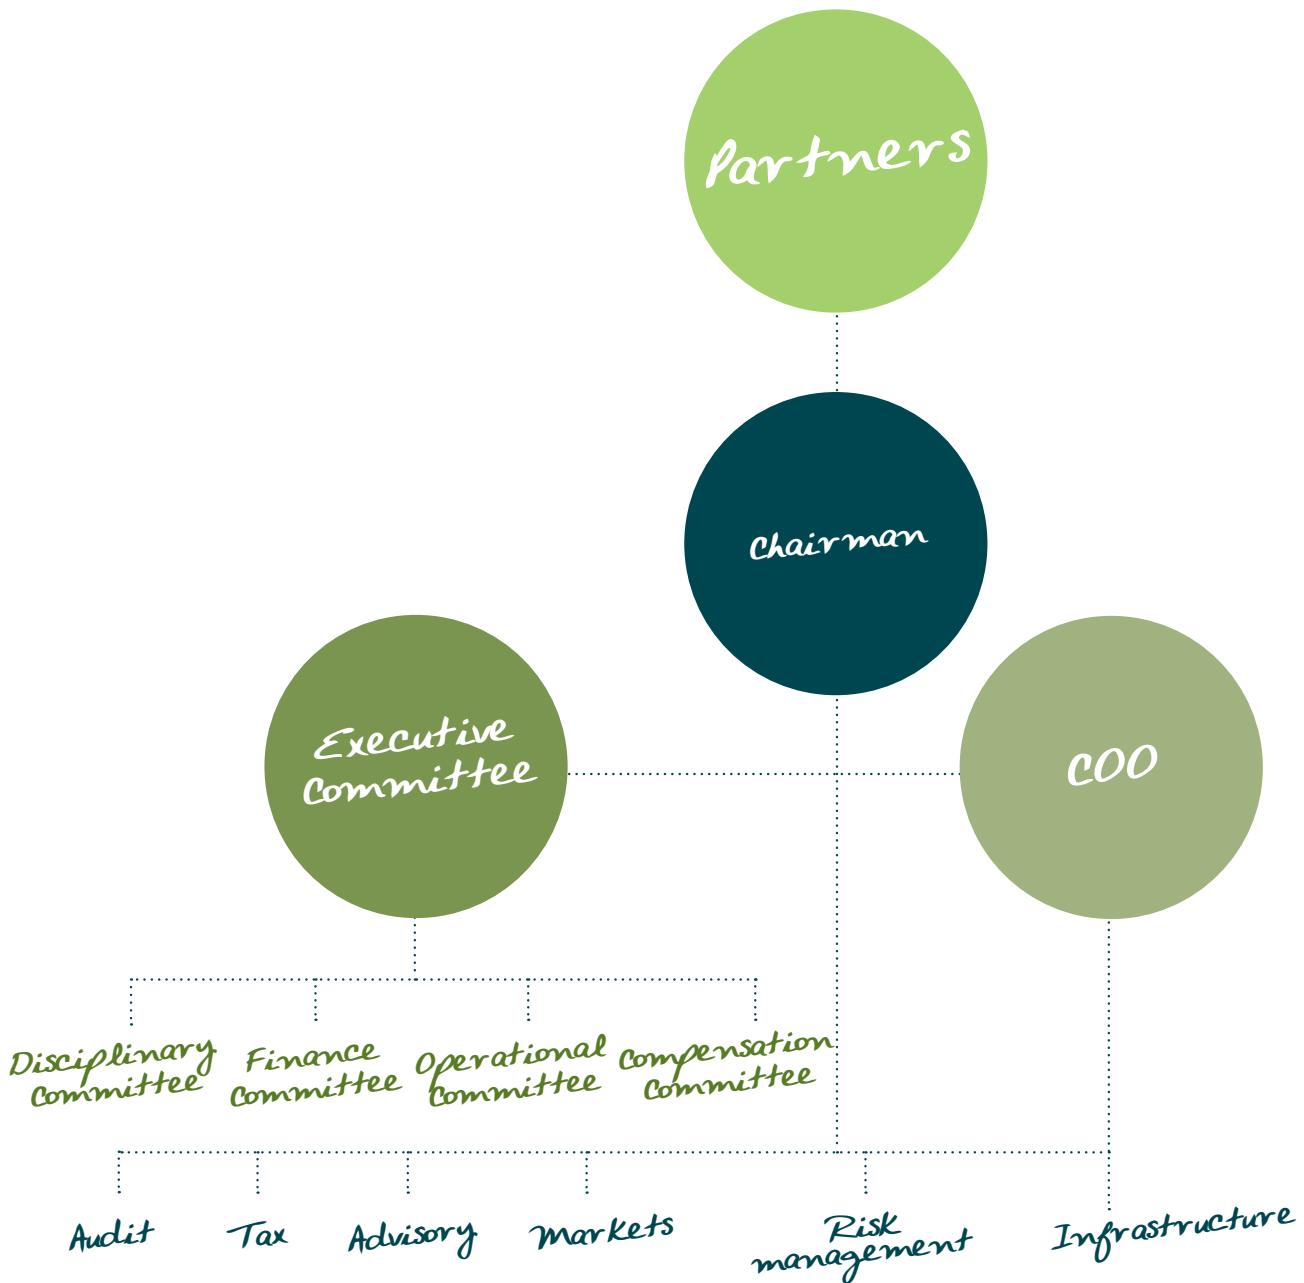 Partners
Chairman
Executive
Committee
COO
Disciplinary
Committee
Finance
Committee
Operational
Committee
Compensation
Committee
Audit
Tax
Advisory
Markets
Risk
management
Infrastructure